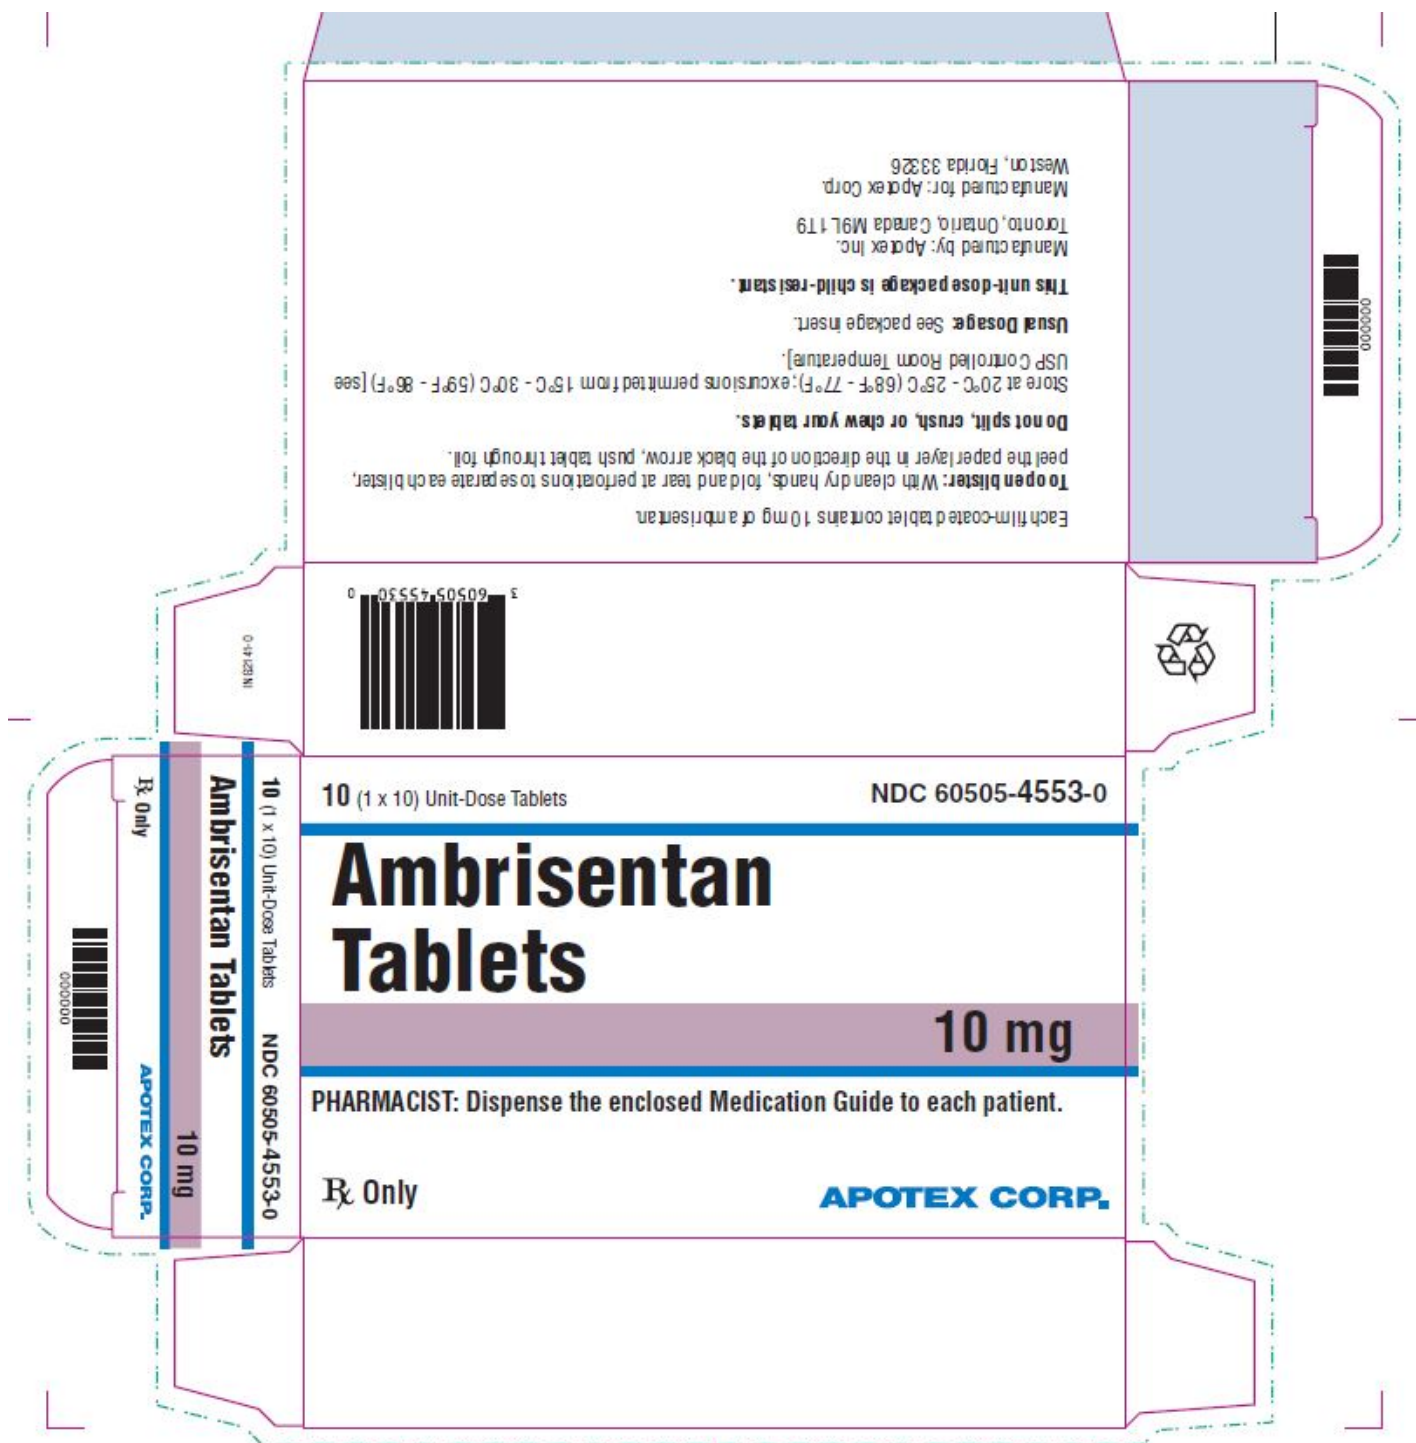 Each film-coated tablet contains 10 mg of ambrisentan.
To open blister: With clean dry hands, fold and tear at perforations to separate each blister,
peel the paper layer in the direction of the black arrow, push tablet through foil.
Do not split, crush, or chew your tablets.
Store at 20°C - 25°C (68°F - 77°F); excursions permitted from 15°C - 30°C (59°F - 86°F) [see
USP Controlled Room Temperature].
Usual Dosage: See package insert.
This unit-dose package is child-resistant.
Manufactured by: Apotex Inc.
Toronto, Ontario, Canada M9L 1T9
Manufactured for: Apotex Corp.
Weston, Florida 33326
000000
3 60505 45530 0
10 (1 x 10) Unit-Dose Tablets NDC 60505-4553-0
Ambrisentan
Tablets
10 mg
PHARMACIST: Dispense the enclosed Medication Guide to each patient.
℞ Only APOTEX CORP.
10 (1 x 10) Unit-Dose Tablets NDC 60505-4553-0
Ambrisentan Tablets
10 mg
℞ Only APOTEX CORP.
000000